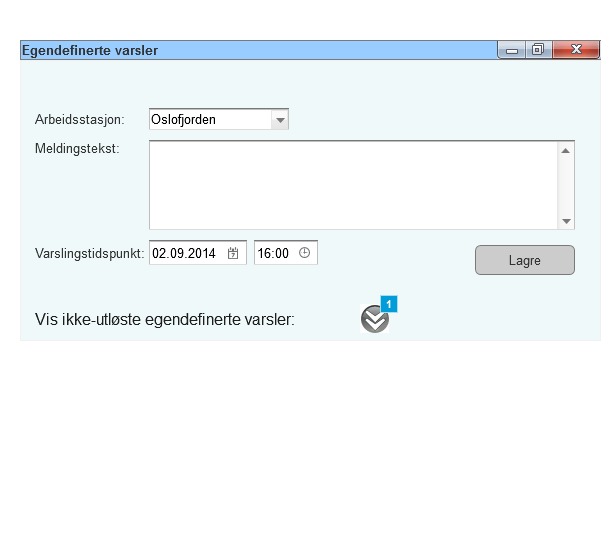 Egendefinerte varsler
Arbeidsstasjon: Oslofjorden
Meldingstekst:
Varslingstidspunkt: 02.09.2014 16:00
Lagre
Vis ikke-utløste egendefinerte varsler: 1